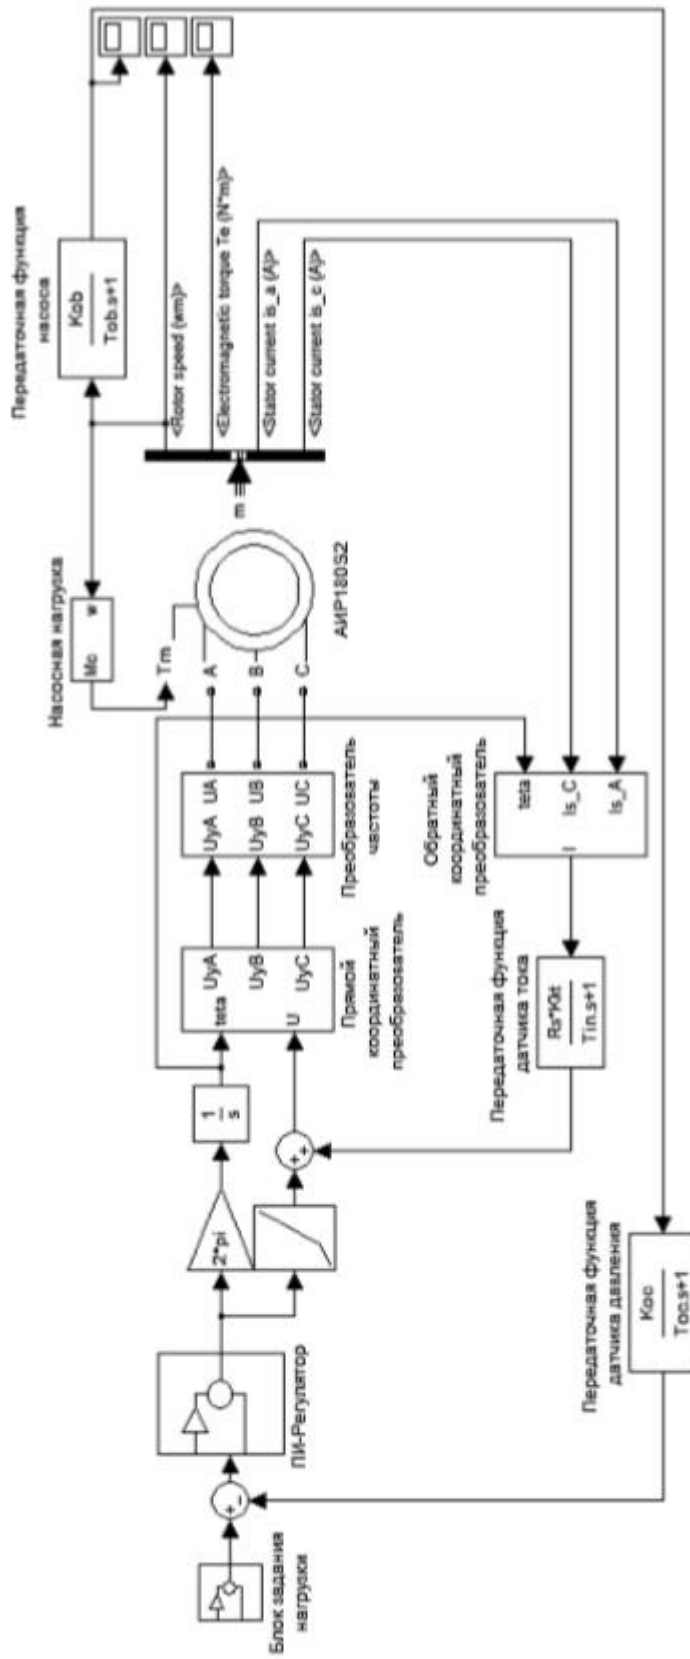 Блок задания
нагрузки
+
-
ПИ-Регулятор
2*pi
1
s
+
+
teta
U
UyA
UyB
UyC
Прямой
координатный
преобразователь
UyA
UyB
UyC
UA
UB
UC
Преобразователь
частоты
Насосная нагрузка
Mc
w
Tm
A
B
C
АИР180S2
m
Передаточная функция
насоса
Kob
Tob.s+1
<Rotor speed (wm)>
<Electromagnetic torque Te (N*m)>
<Stator current is_a (A)>
<Stator current is_c (A)>
Обратный
координатный
преобразователь
teta
I
Is_C
Is_A
Передаточная функция
датчика тока
Rs*Kkt
Tin.s+1
Передаточная функция
датчика давления
Koc
Toc.s+1